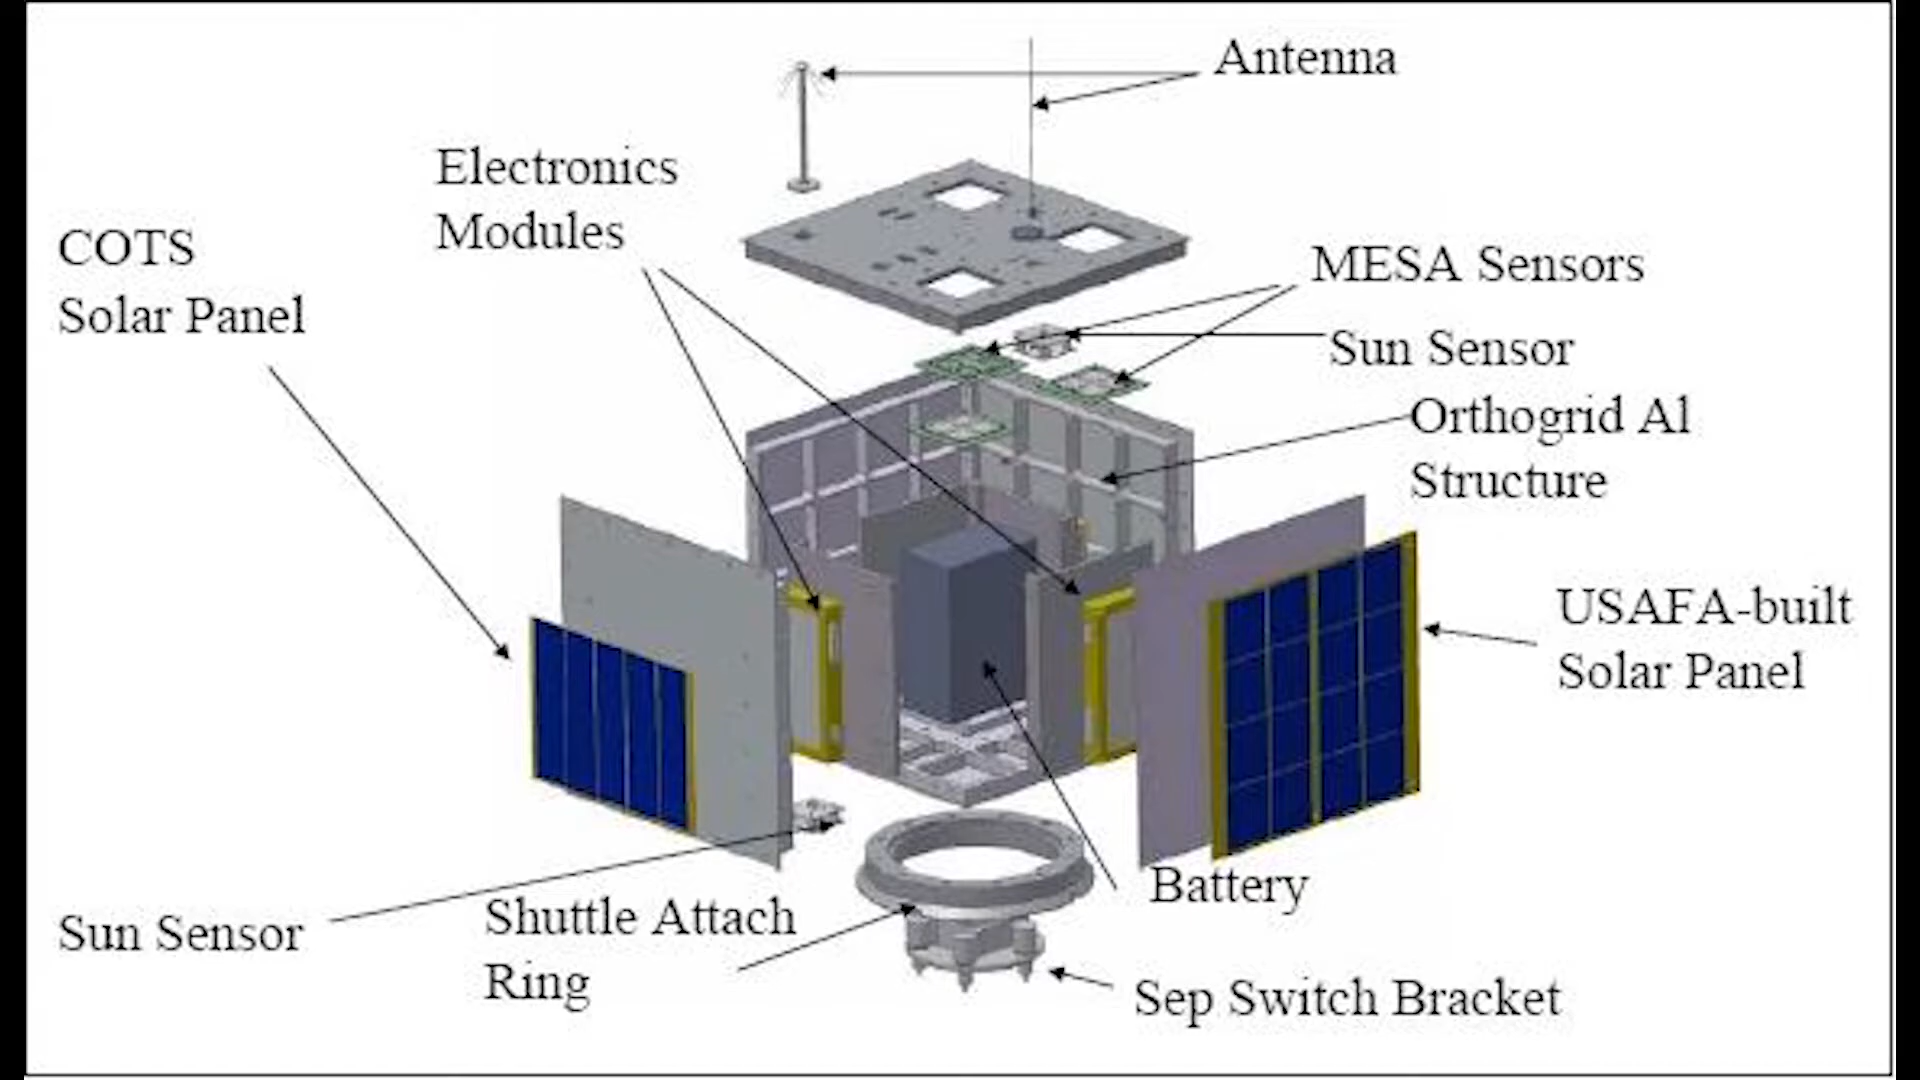 Antenna
Electronics
Modules
COTS
Solar Panel
MESA Sensors
Sun Sensor
Orthogrid Al
Structure
USAFA-built
Solar Panel
Battery
Sun Sensor
Shuttle Attach
Ring
Sep Switch Bracket